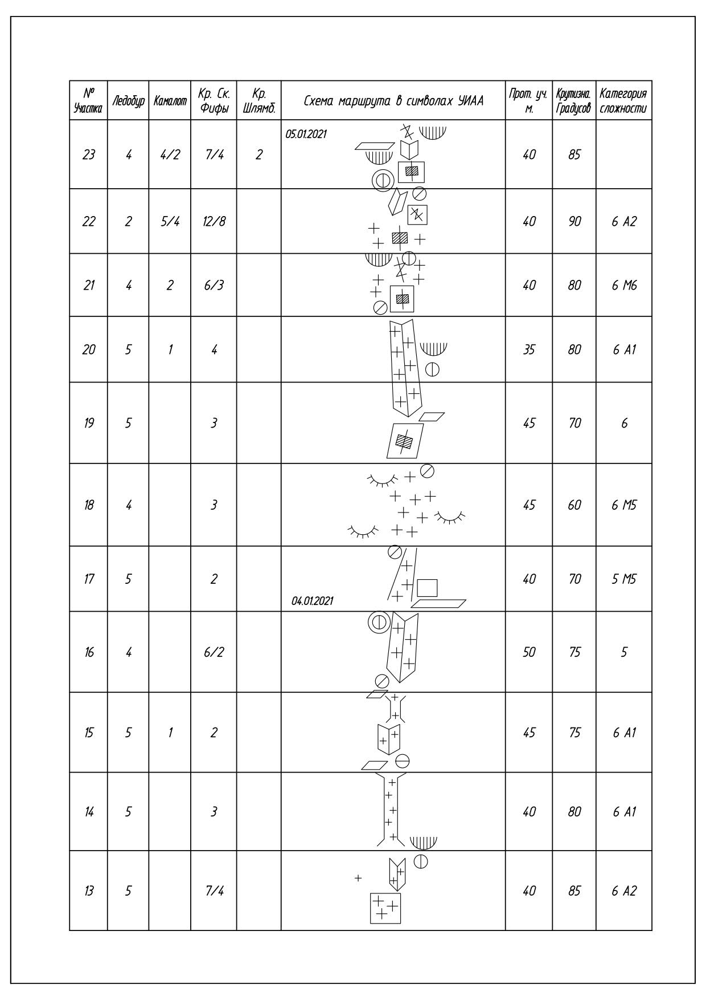 № Участка Ледобур Камалот Кр. Ск. Фифы Кр. Шлямб. Схема маршрута в символах УИАА Прот. уч. м. Крутизна. Градусов Категория сложности
05.01.2021
23 4 4/2 7/4 2 40 85
22 2 5/4 12/8 40 90 6 А2
21 4 2 6/3 40 80 6 М6
20 5 1 4 35 80 6 А1
19 5 3 45 70 6
18 4 3 45 60 6 М5
17 5 2 40 70 5 М5
04.01.2021
16 4 6/2 50 75 5
15 5 1 2 45 75 6 А1
14 5 3 40 80 6 А1
13 5 7/4 40 85 6 А2